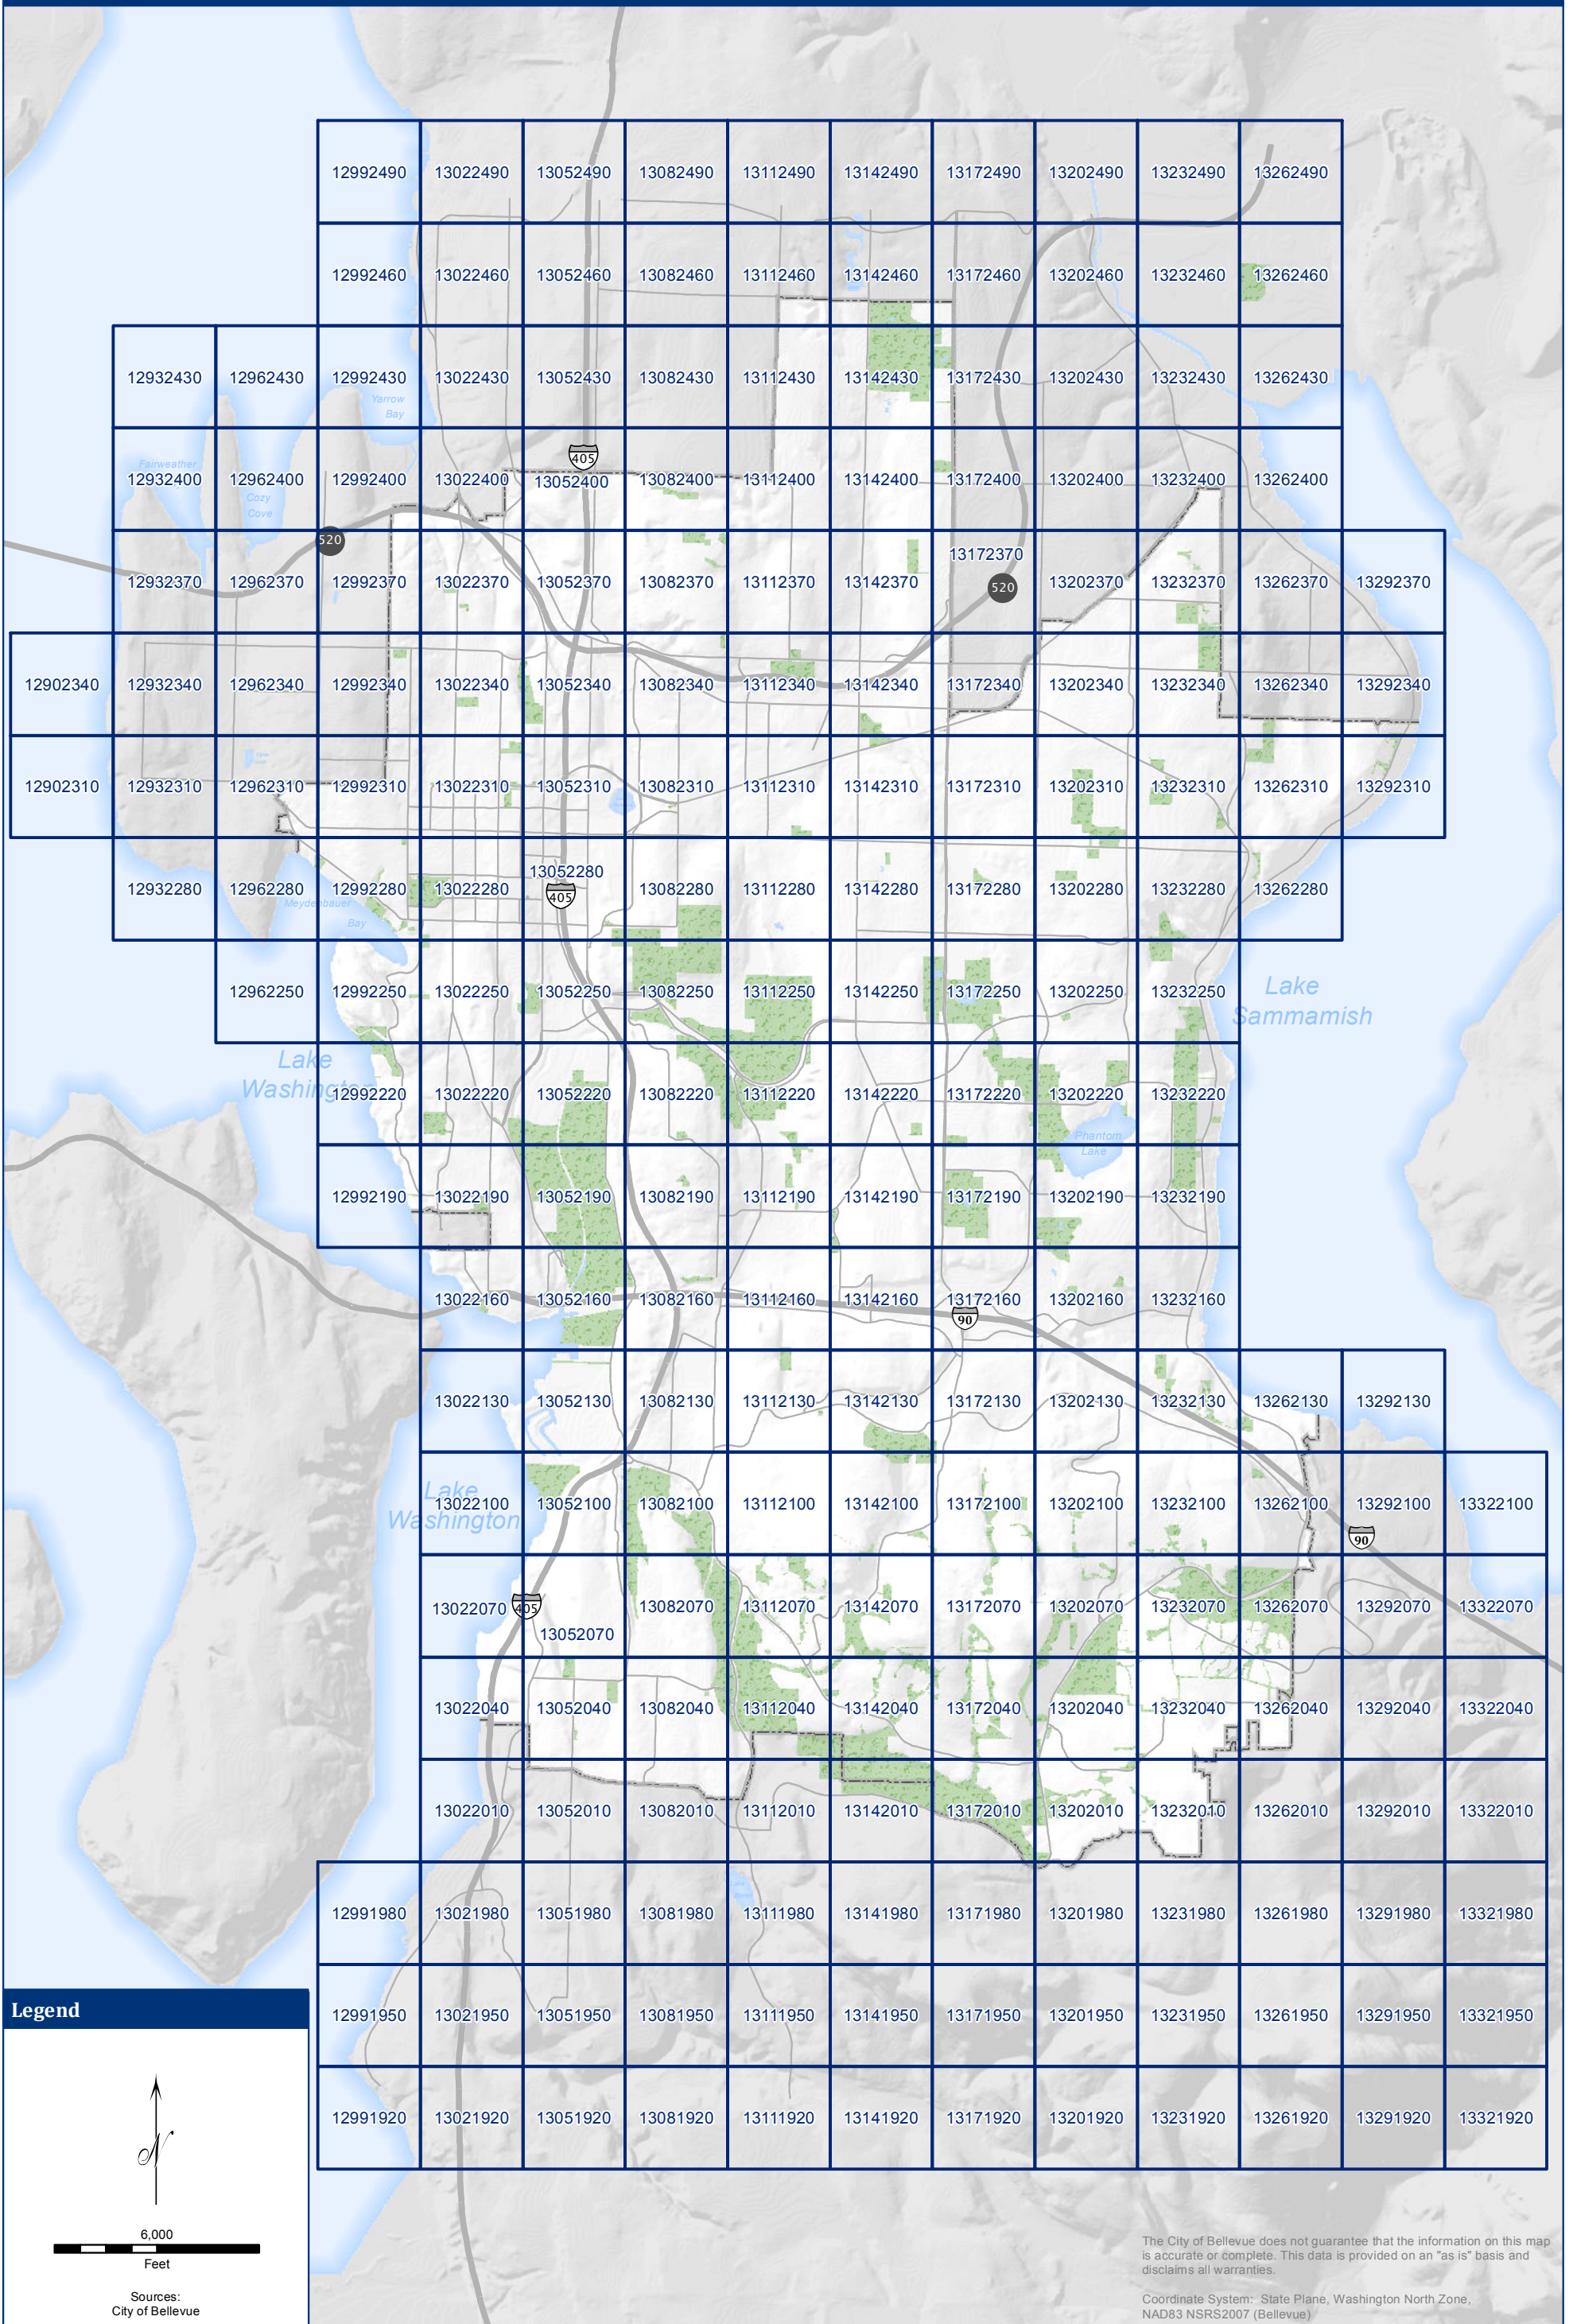 12992490 13022490 13052490 13082490 13112490 13142490 13172490 13202490 13232490 13262490
12992460 13022460 13052460 13082460 13112460 13142460 13172460 13202460 13232460 13262460
12932430 12962430 12992430 13022430 13052430 13082430 13112430 13142430 13172430 13202430 13232430 13262430
Yarrow
Bay
405
Fairweather
12932400 12962400 12992400 13022400 13052400 13082400 13112400 13142400 13172400 13202400 13232400 13262400
Cozy
Cove
520
13172370
12932370 12962370 12992370 13022370 13052370 13082370 13112370 13142370 520 13202370 13232370 13262370 13292370
12902340 12932340 12962340 12992340 13022340 13052340 13082340 13112340 13142340 13172340 13202340 13232340 13262340 13292340
12902310 12932310 12962310 12992310 13022310 13052310 13082310 13112310 13142310 13172310 13202310 13232310 13262310 13292310
13052280
12932280 12962280 12992280 13022280 405 13082280 13112280 13142280 13172280 13202280 13232280 13262280
Meydenbauer
Bay
12962250 12992250 13022250 13052250 13082250 13112250 13142250 13172250 13202250 13232250
Lake
Sammamish
Lake
Washington
12992220 13022220 13052220 13082220 13112220 13142220 13172220 13202220 13232220
Phantom
Lake
12992190 13022190 13052190 13082190 13112190 13142190 13172190 13202190 13232190
13022160 13052160 13082160 13112160 13142160 13172160 13202160 13232160
90
13022130 13052130 13082130 13112130 13142130 13172130 13202130 13232130 13262130 13292130
Lake
Washington
13022100 13052100 13082100 13112100 13142100 13172100 13202100 13232100 13262100 13292100 13322100
90
13022070 405 13082070 13112070 13142070 13172070 13202070 13232070 13262070 13292070 13322070
13052070
13022040 13052040 13082040 13112040 13142040 13172040 13202040 13232040 13262040 13292040 13322040
13022010 13052010 13082010 13112010 13142010 13172010 13202010 13232010 13262010 13292010 13322010
12991980 13021980 13051980 13081980 13111980 13141980 13171980 13201980 13231980 13261980 13291980 13321980
12991950 13021950 13051950 13081950 13111950 13141950 13171950 13201950 13231950 13261950 13291950 13321950
12991920 13021920 13051920 13081920 13111920 13141920 13171920 13201920 13231920 13261920 13291920 13321920
Legend
N
6,000
Feet
Sources:
City of Bellevue
The City of Bellevue does not guarantee that the information on this map
is accurate or complete. This data is provided on an "as is" basis and
disclaims all warranties.
Coordinate System: State Plane, Washington North Zone,
NAD83 NSRS2007 (Bellevue)